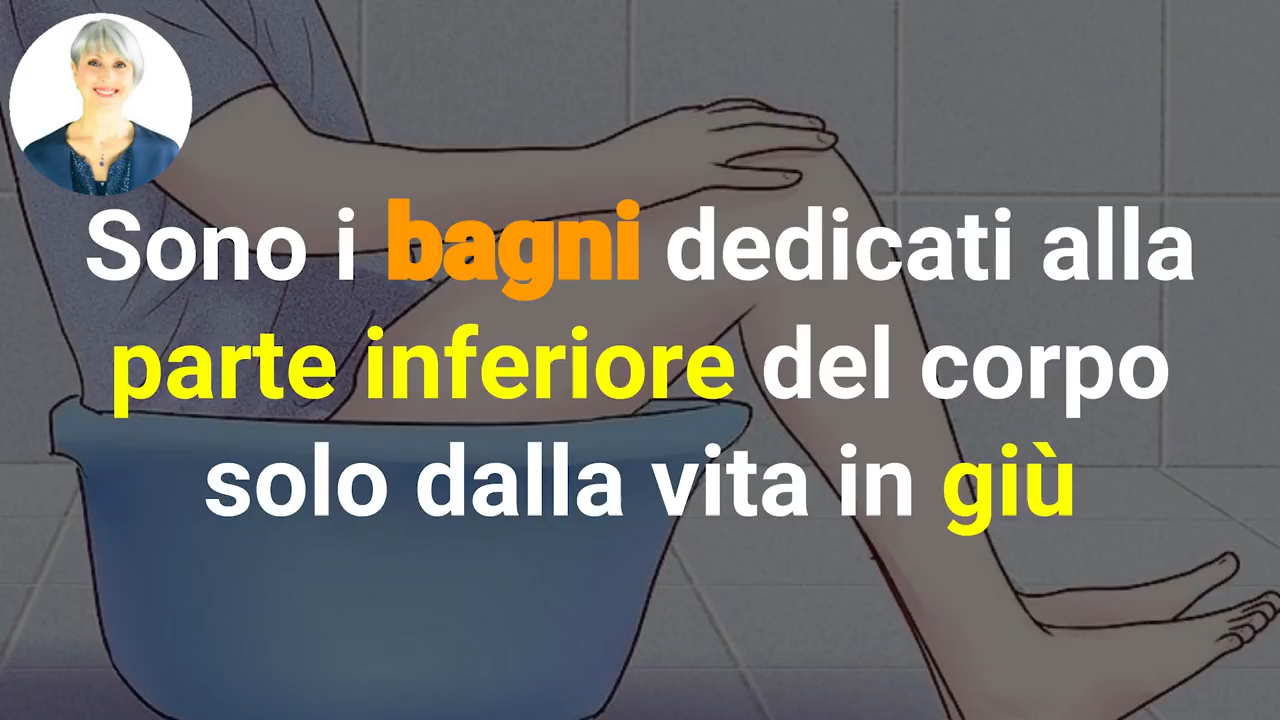 Sono i bagni dedicati alla
parte inferiore del corpo
solo dalla vita in giù